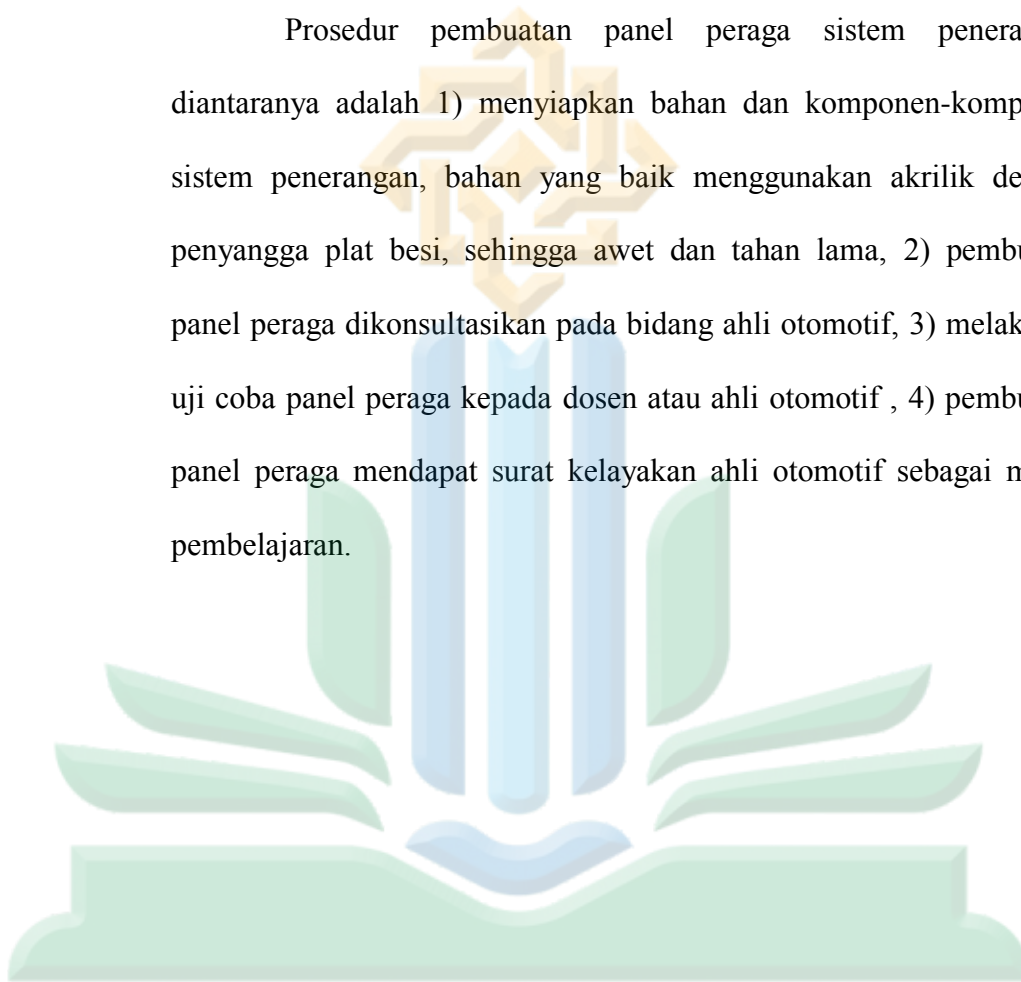 Prosedur pembuatan panel peraga sistem penera
diantaranya adalah 1) menyiapkan bahan dan komponen-komp
sistem penerangan, bahan yang baik menggunakan akrilik de
penyangga plat besi, sehingga awet dan tahan lama, 2) pembu
panel peraga dikonsultasikan pada bidang ahli otomotif, 3) melak
uji coba panel peraga kepada dosen atau ahli otomotif , 4) pembu
panel peraga mendapat surat kelayakan ahli otomotif sebagai m
pembelajaran.